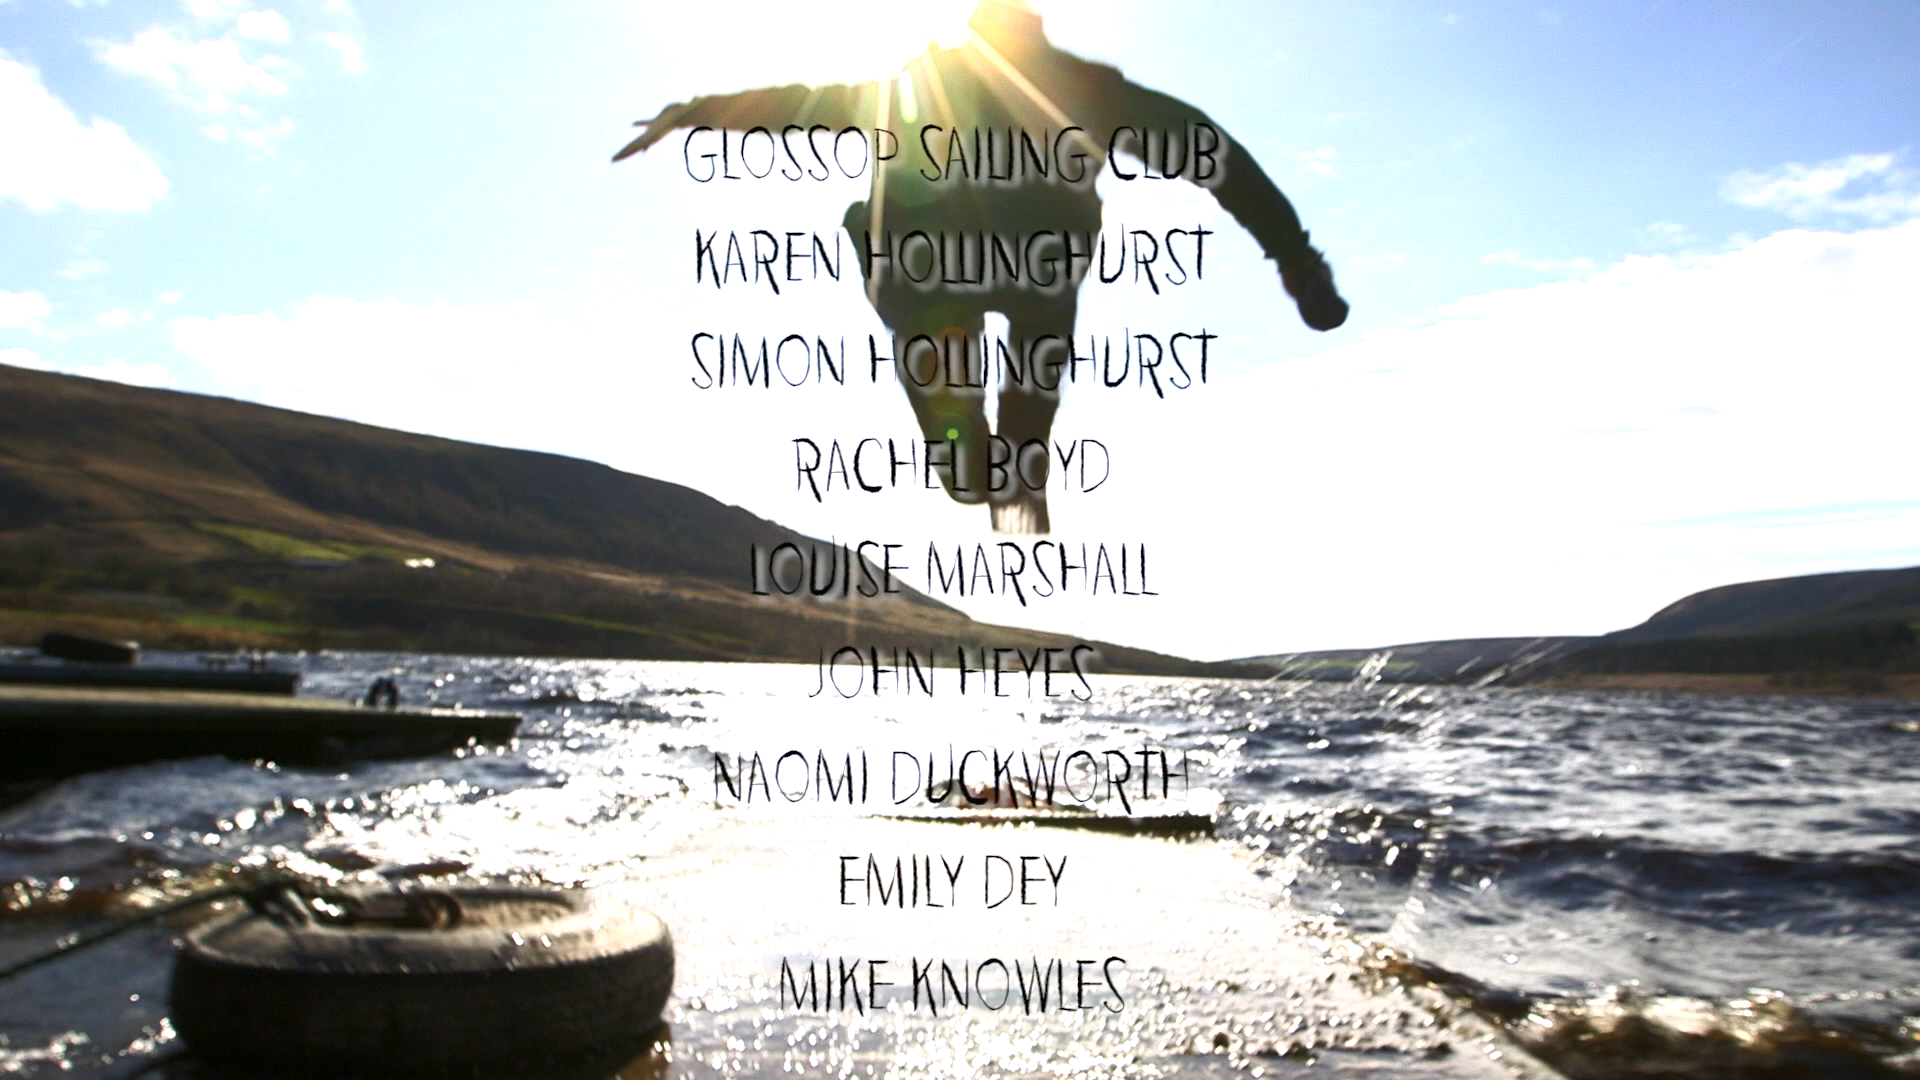 GLOSSOP SAILING CLUB
KAREN HOLLINGHURST
SIMON HOLLINGHURST
RACHEL BOYD
LOUISE MARSHALL
JOHN HEYES
NAOMI DUCKWORTH
EMILY DEY
MIKE KNOWLES